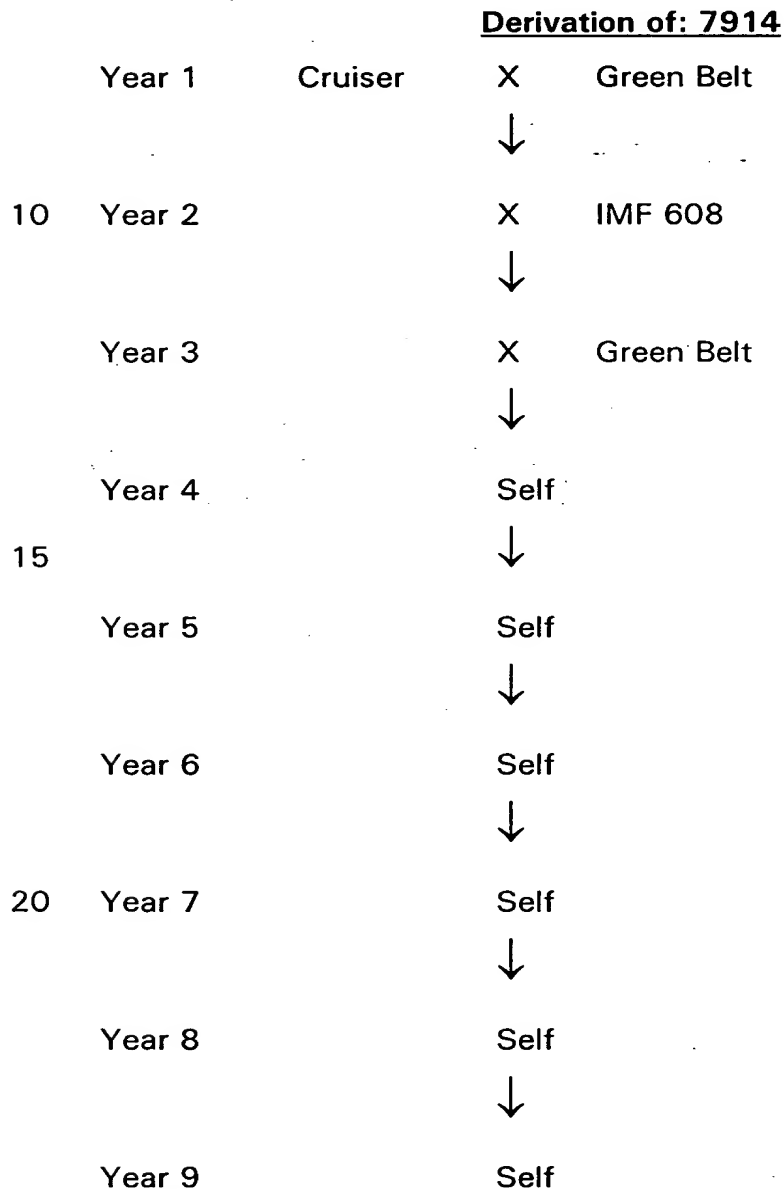 Derivation of: 7914
Year 1 Cruiser X Green Belt
↓
10 Year 2 X IMF 608
↓
Year 3 X Green Belt
↓
Year 4 Self
15 ↓
Year 5 Self
↓
Year 6 Self
↓
20 Year 7 Self
↓
Year 8 Self
↓
Year 9 Self